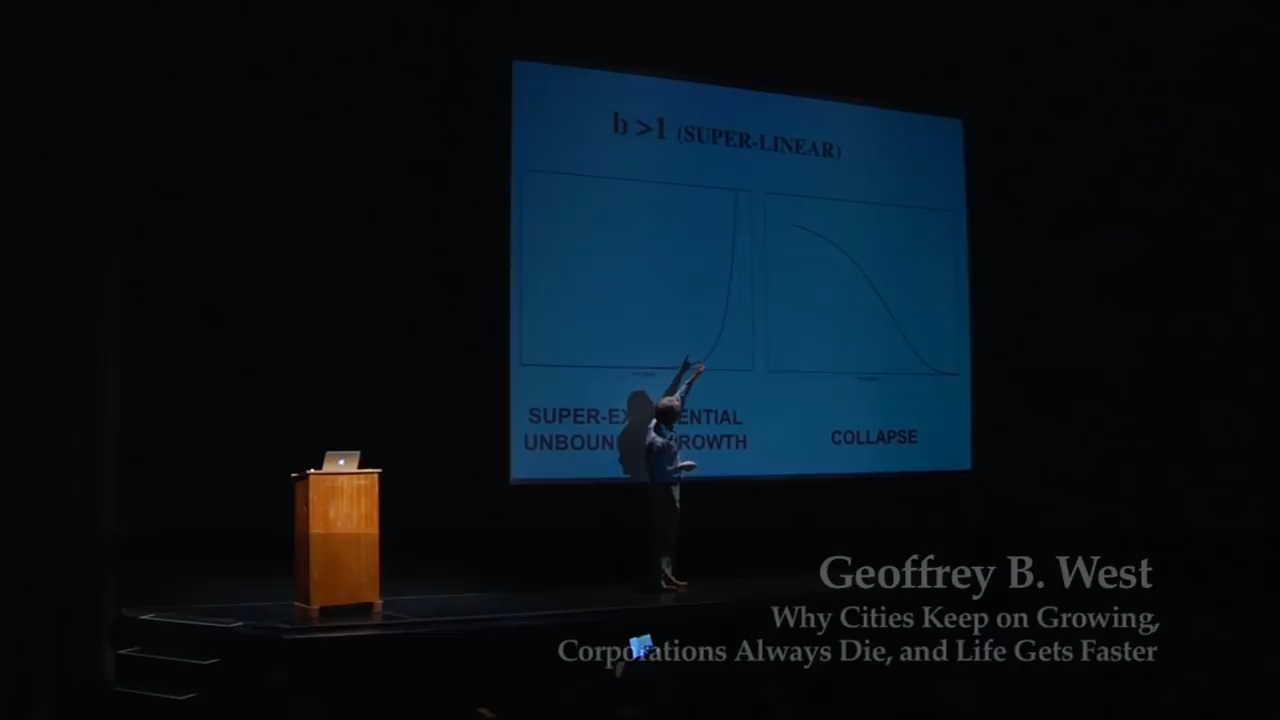 b >1 (SUPER-LINEAR)
SUPER-EX ENTIAL
UNBOUN ROWTH
COLLAPSE
Geoffrey B. West
Why Cities Keep on Growing,
Corporations Always Die, and Life Gets Faster